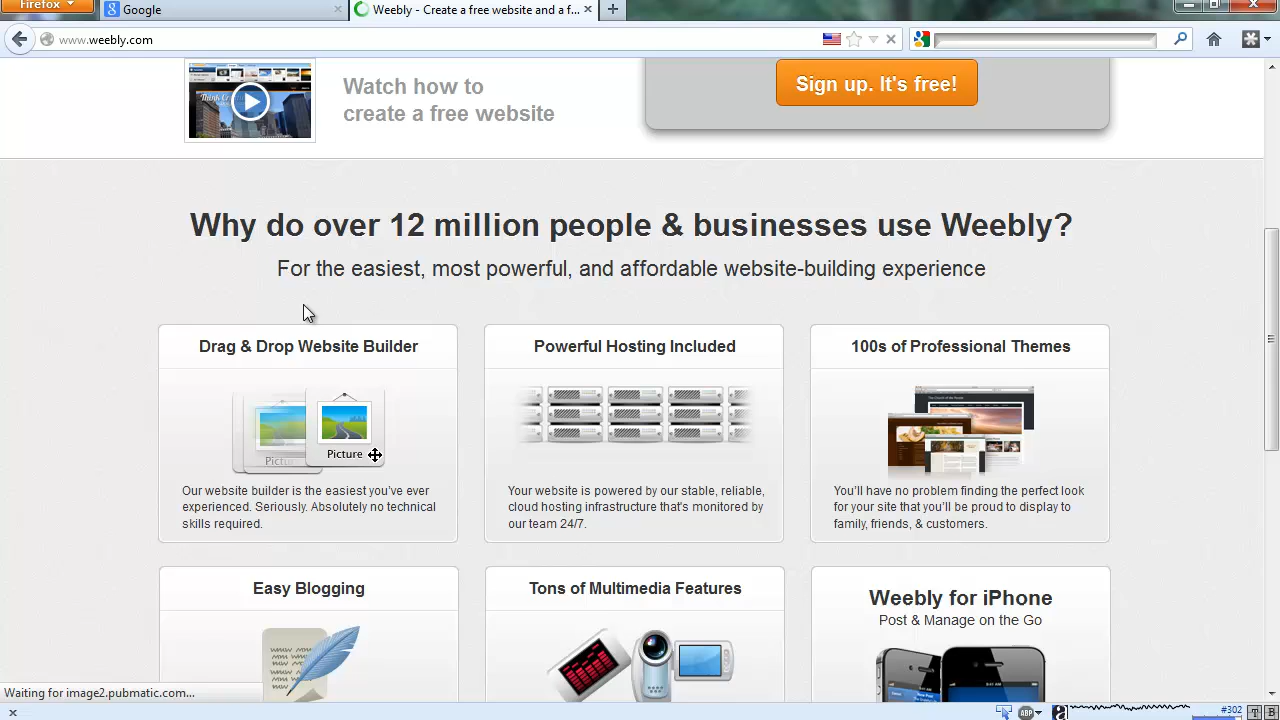 Firefox
Google
Weebly - Create a free website and a f...
www.weebly.com
Watch how to
create a free website
Sign up. It's free!
Why do over 12 million people & businesses use Weebly?
For the easiest, most powerful, and affordable website-building experience
Drag & Drop Website Builder
Picture
Our website builder is the easiest you've ever
experienced. Seriously. Absolutely no technical
skills required.
Powerful Hosting Included
Your website is powered by our stable, reliable,
cloud hosting infrastructure that's monitored by
our team 24/7.
100s of Professional Themes
You'll have no problem finding the perfect look
for your site that you'll be proud to display to
family, friends, & customers.
Easy Blogging
Tons of Multimedia Features
Weebly for iPhone
Post & Manage on the Go
Waiting for image2.pubmatic.com...
ABP
#302